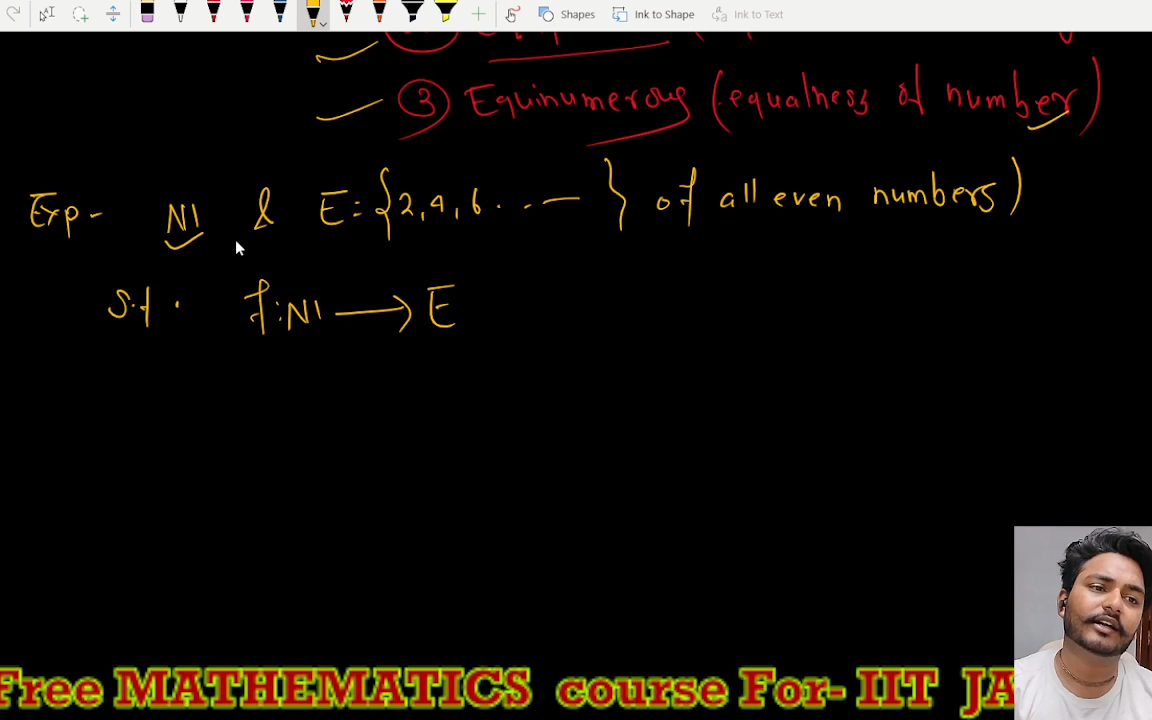 Shapes Ink to Shape Ink to Text
③ Equinumerous (equalness of number)
Exp- ℕ & E = {2, 4, 6 . . . — } of all even numbers)
S.t . f : ℕ ⟶ E
Free MATHEMATICS course For- IIT JA